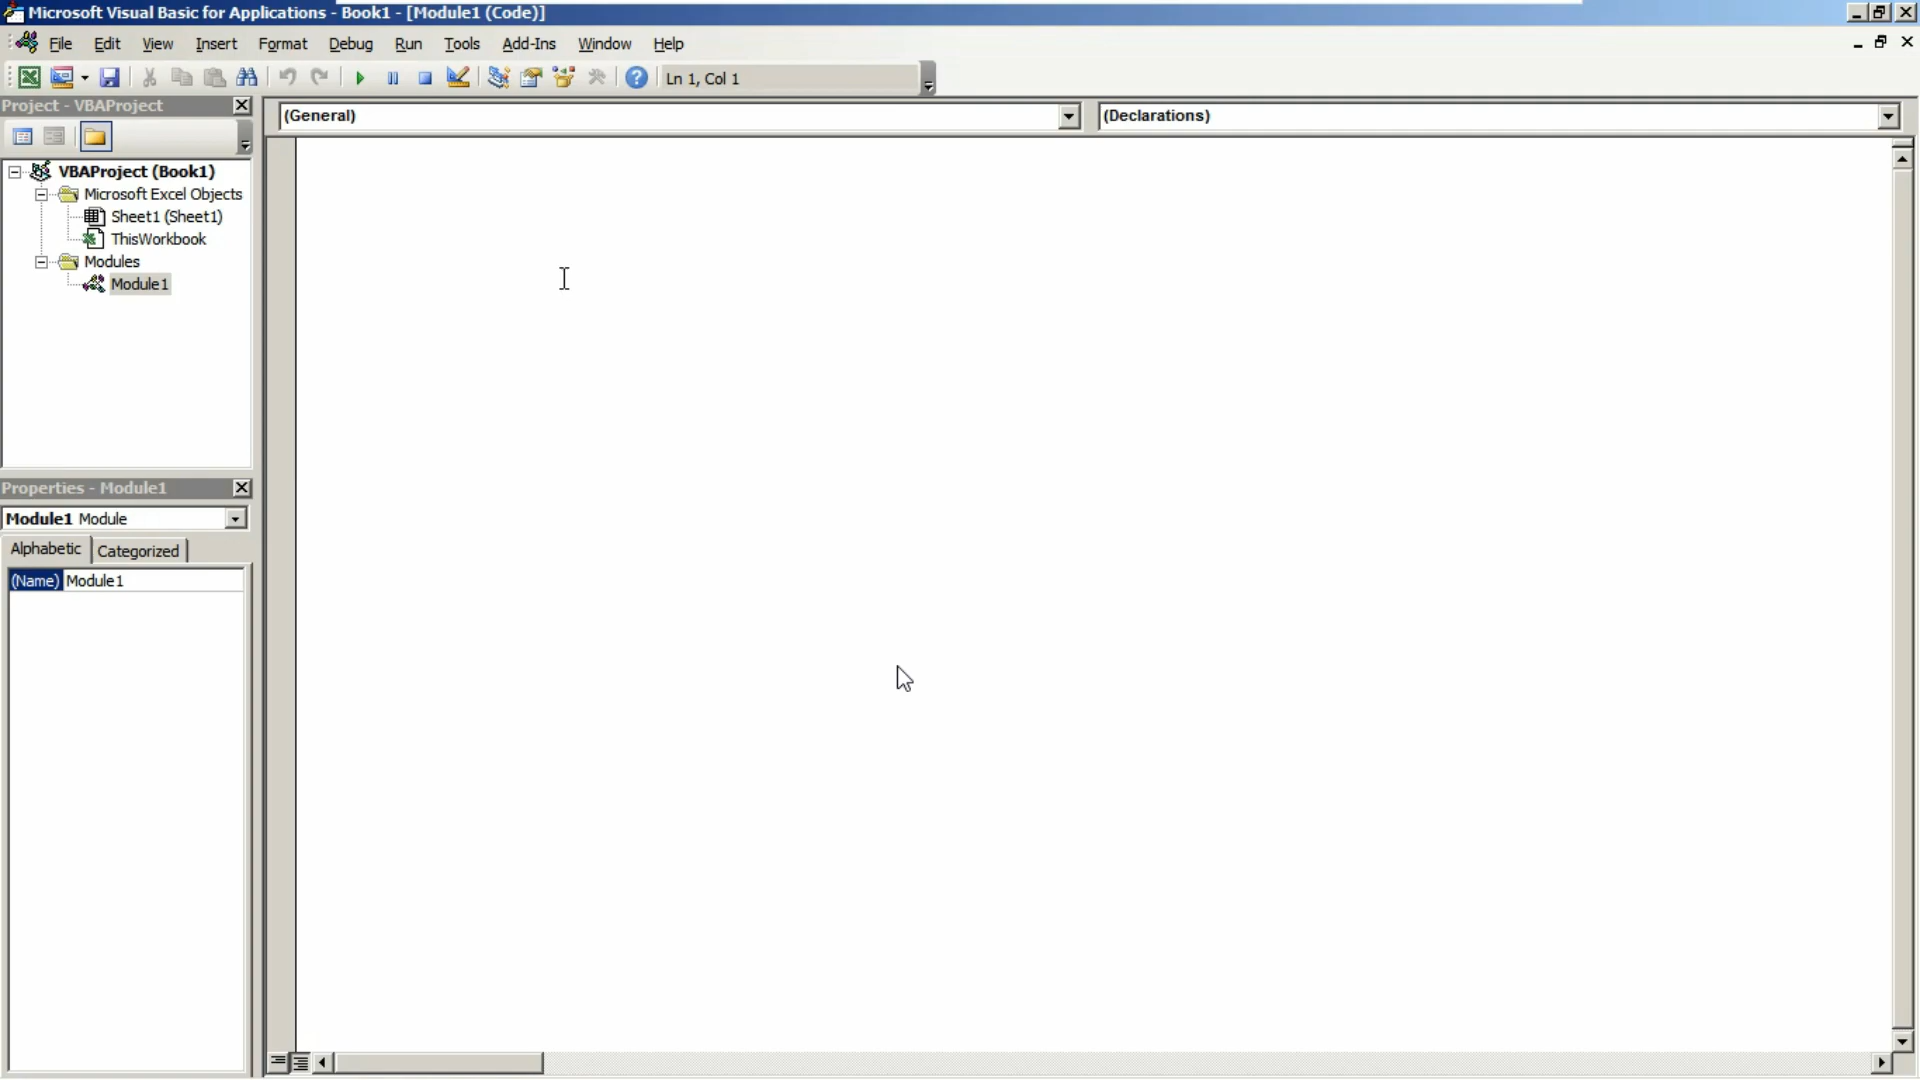 Microsoft Visual Basic for Applications - Book1 - [Module1 (Code)]
File Edit View Insert Format Debug Run Tools Add-Ins Window Help
Ln 1, Col 1
Project - VBAProject
(General) (Declarations)
VBAProject (Book1)
Microsoft Excel Objects
Sheet1 (Sheet1)
ThisWorkbook
Modules
Module1
Properties - Module1
Module1 Module
Alphabetic Categorized
(Name) Module1